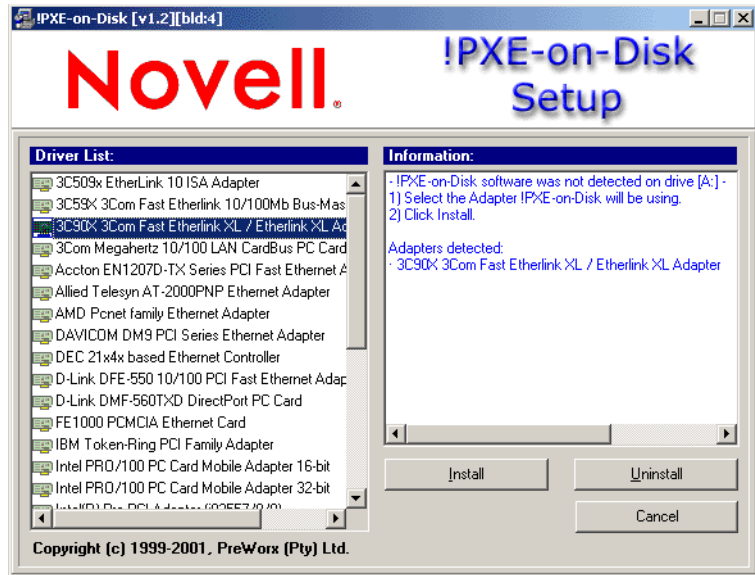 !PXE-on-Disk [v1.2][bld:4]
Novell®
!PXE-on-Disk
Setup
Driver List:
3C509x EtherLink 10 ISA Adapter
3C59X 3Com Fast Etherlink 10/100Mb Bus-Mas
3C90X 3Com Fast Etherlink XL / Etherlink XL Ad
3Com Megahertz 10/100 LAN CardBus PC Card
Accton EN1207D-TX Series PCI Fast Ethernet A
Allied Telesyn AT-2000PNP Ethernet Adapter
AMD Pcnet family Ethernet Adapter
DAVICOM DM9 PCI Series Ethernet Adapter
DEC 21x4x based Ethernet Controller
D-Link DFE-550 10/100 PCI Fast Ethernet Adap
D-Link DMF-560TXD DirectPort PC Card
FE1000 PCMCIA Ethernet Card
IBM Token-Ring PCI Family Adapter
Intel PRO/100 PC Card Mobile Adapter 16-bit
Intel PRO/100 PC Card Mobile Adapter 32-bit
Information:
- !PXE-on-Disk software was not detected on drive [A:] -
1) Select the Adapter !PXE-on-Disk will be using.
2) Click Install.
Adapters detected:
· 3C90X 3Com Fast Etherlink XL / Etherlink XL Adapter
Install
Uninstall
Cancel
Copyright (c) 1999-2001, PreWorx (Pty) Ltd.